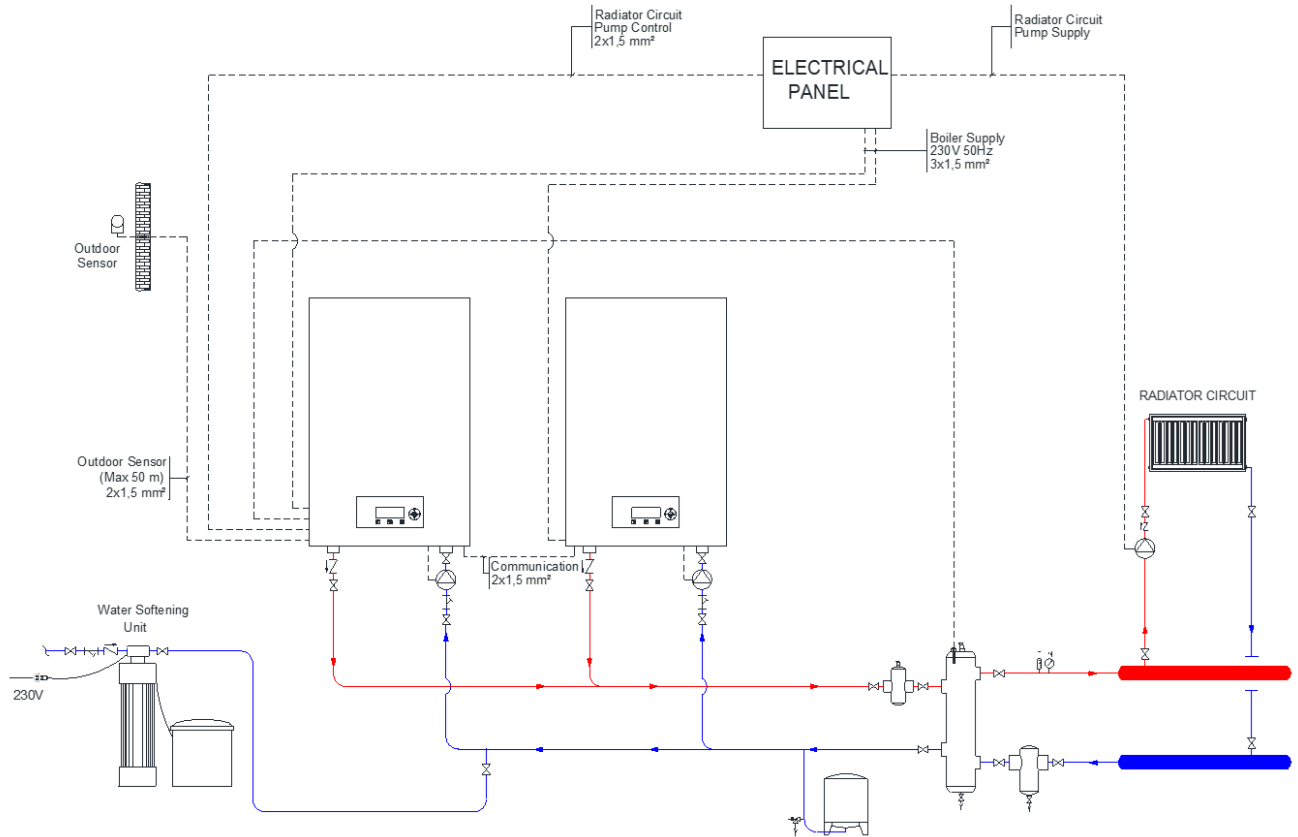 Radiator Circuit
Pump Control
2x1,5 mm²
Radiator Circuit
Pump Supply
ELECTRICAL
PANEL
Boiler Supply
230V 50Hz
3x1,5 mm²
Outdoor
Sensor
RADIATOR CIRCUIT
Outdoor Sensor
(Max 50 m)
2x1,5 mm²
Communication
2x1,5 mm²
Water Softening
Unit
230V